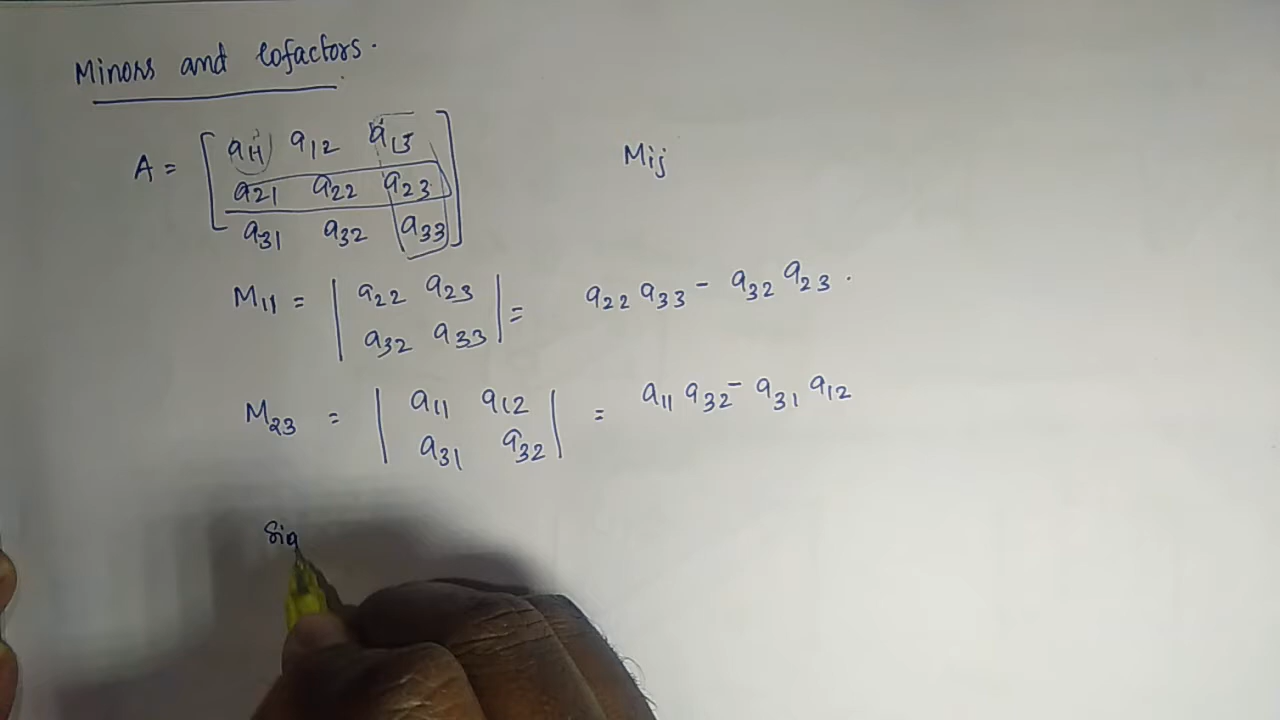 Minors and cofactors.
A = [ a11 a12 a13
a21 a22 a23
a31 a32 a33 ]
Mij
M11 = | a22 a23 | = a22 a33 - a32 a23 .
| a32 a33 |
M23 = | a11 a12 | = a11 a32 - a31 a12
| a31 a32 |
Sig